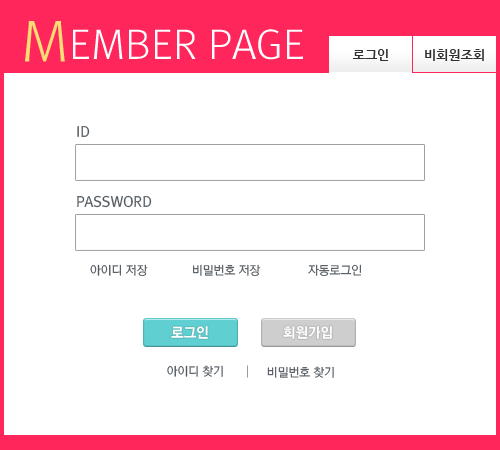 MEMBER PAGE
로그인 비회원조회
ID
PASSWORD
아이디 저장 비밀번호 저장 자동로그인
로그인 회원가입
아이디 찾기 | 비밀번호 찾기